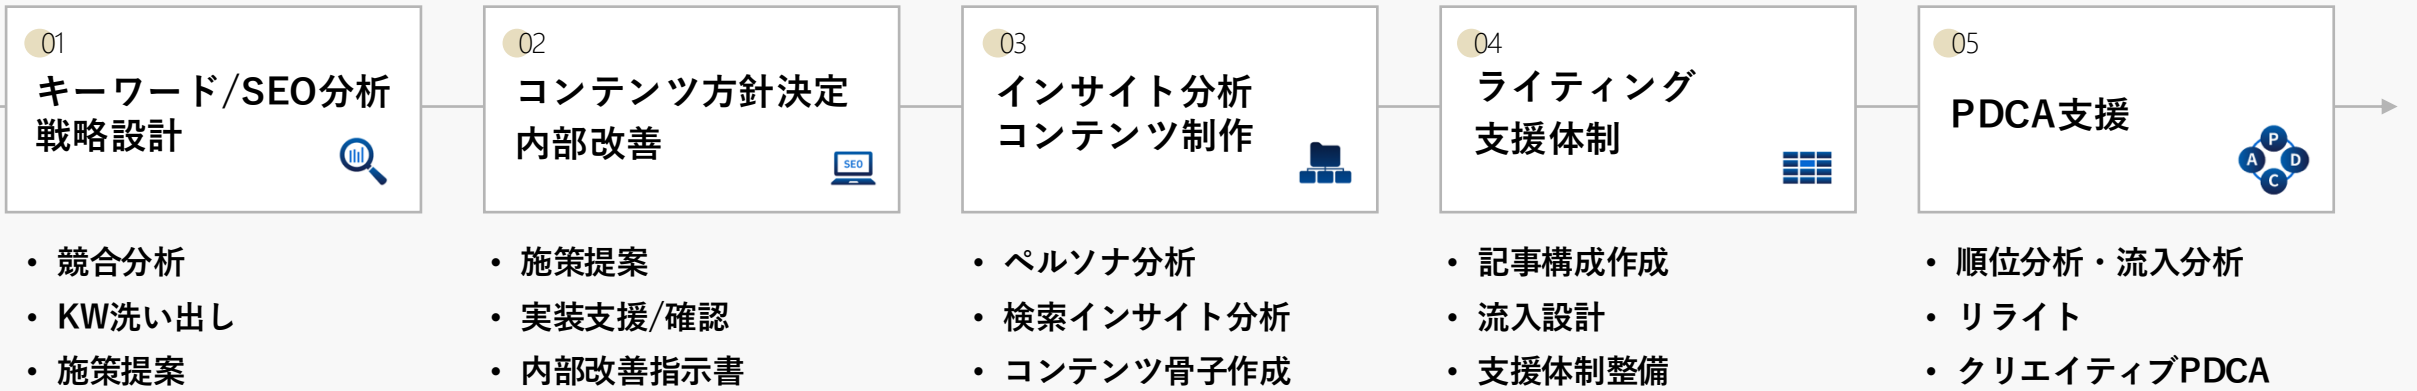 01
キーワード/SEO分析
戦略設計
・ 競合分析
・ KW洗い出し
・ 施策提案
02
コンテンツ方針決定
内部改善
SEO
・ 施策提案
・ 実装支援/確認
・ 内部改善指示書
03
インサイト分析
コンテンツ制作
・ ペルソナ分析
・ 検索インサイト分析
・ コンテンツ骨子作成
04
ライティング
支援体制
・ 記事構成作成
・ 流入設計
・ 支援体制整備
05
PDCA支援
P
A D
C
・ 順位分析・流入分析
・ リライト
・ クリエイティブPDCA